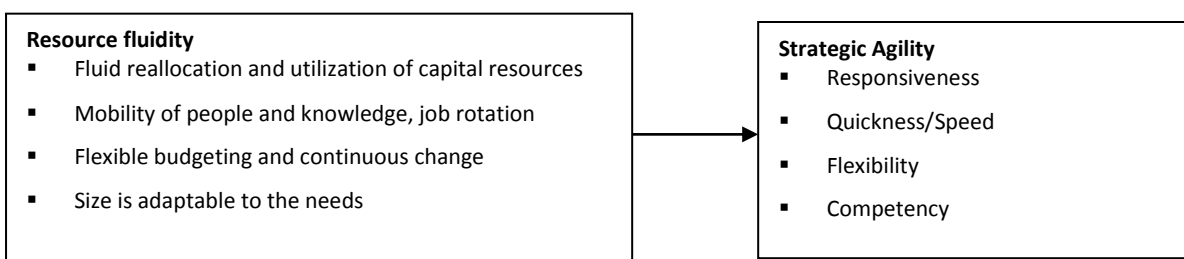 Resource fluidity
▪ Fluid reallocation and utilization of capital resources
▪ Mobility of people and knowledge, job rotation
▪ Flexible budgeting and continuous change
▪ Size is adaptable to the needs
Strategic Agility
▪ Responsiveness
▪ Quickness/Speed
▪ Flexibility
▪ Competency